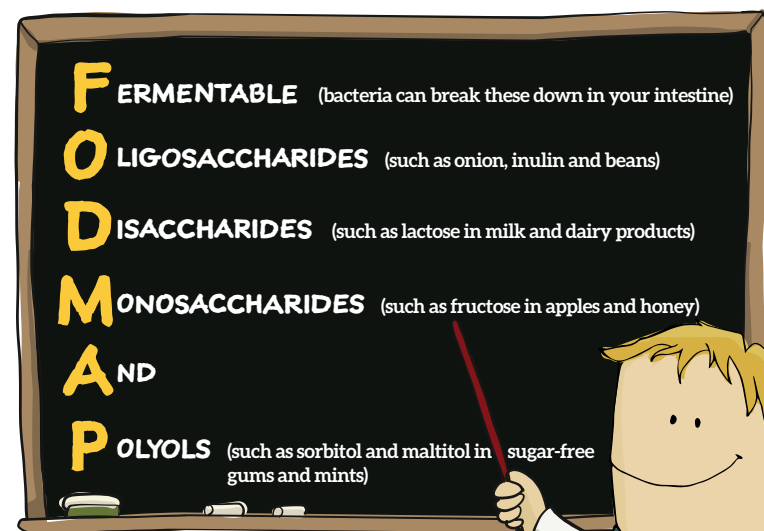 FERMENTABLE (bacteria can break these down in your intestine)
OLIGOSACCHARIDES (such as onion, inulin and beans)
DISACCHARIDES (such as lactose in milk and dairy products)
MONOSACCHARIDES (such as fructose in apples and honey)
AND
POLYOLS (such as sorbitol and maltitol in sugar-free
gums and mints)